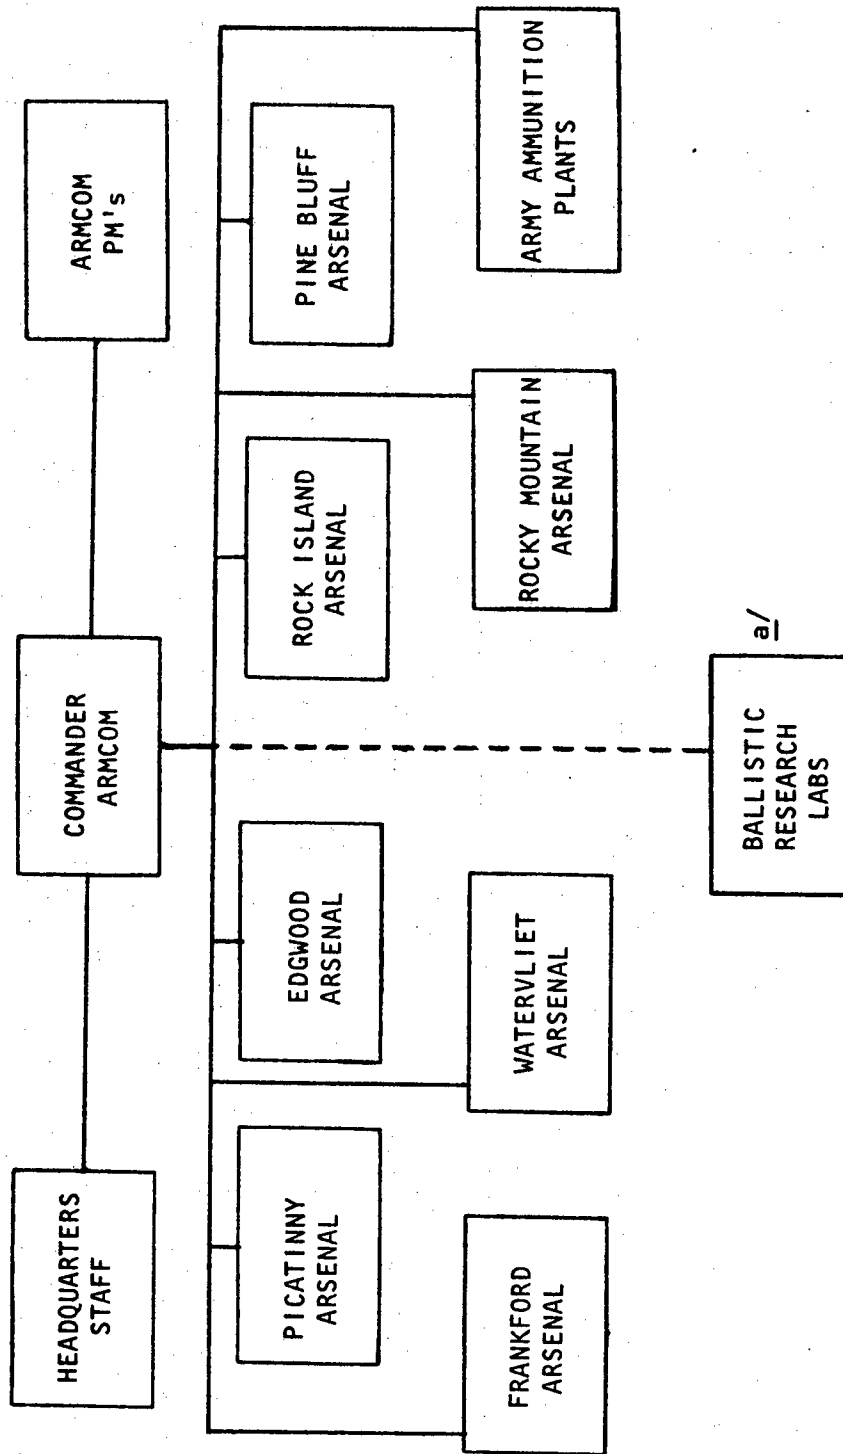 HEADQUARTERS
STAFF
COMMANDER
ARMCOM
ARMCOM
PM's
PICATINNY
ARSENAL
EDGWOOD
ARSENAL
ROCK ISLAND
ARSENAL
PINE BLUFF
ARSENAL
FRANKFORD
ARSENAL
WATERVLIET
ARSENAL
ROCKY MOUNTAIN
ARSENAL
ARMY AMMUNITION
PLANTS
BALLISTIC
RESEARCH
LABS
a/